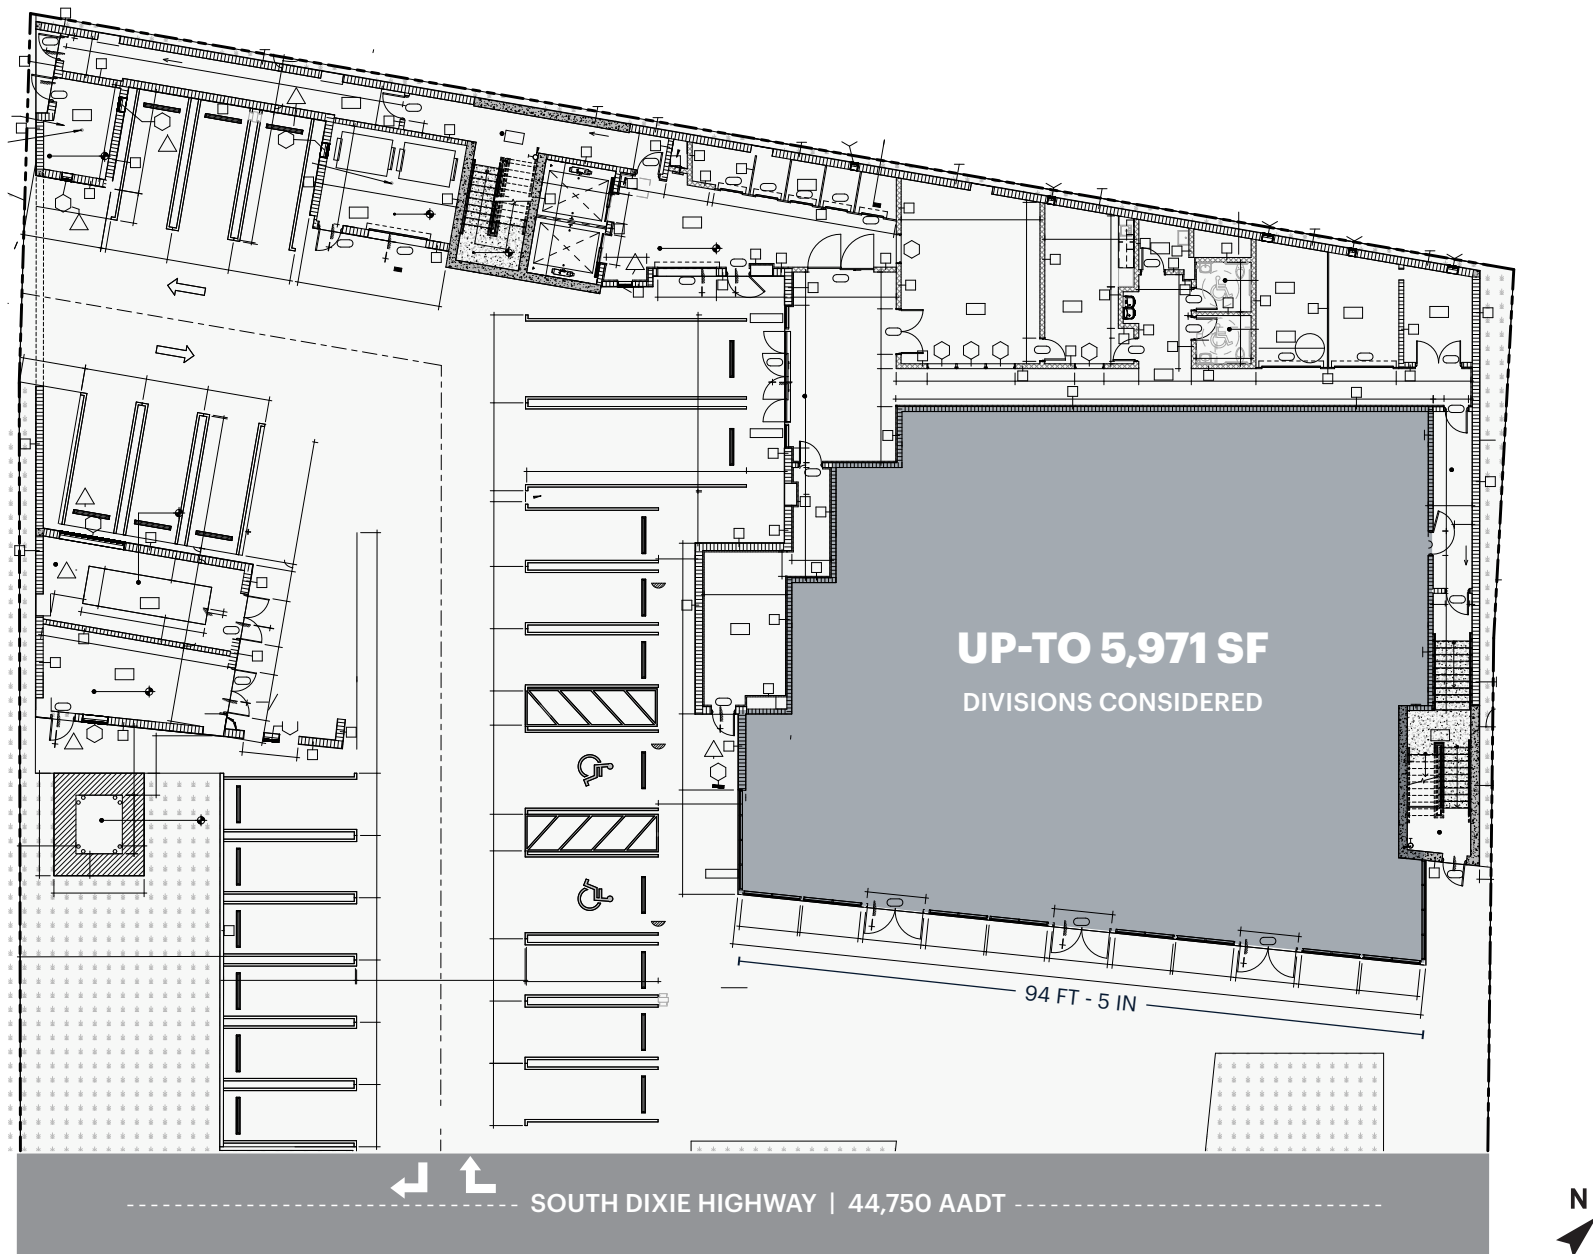 UP-TO 5,971 SF
DIVISIONS CONSIDERED
94 FT - 5 IN
SOUTH DIXIE HIGHWAY | 44,750 AADT
N